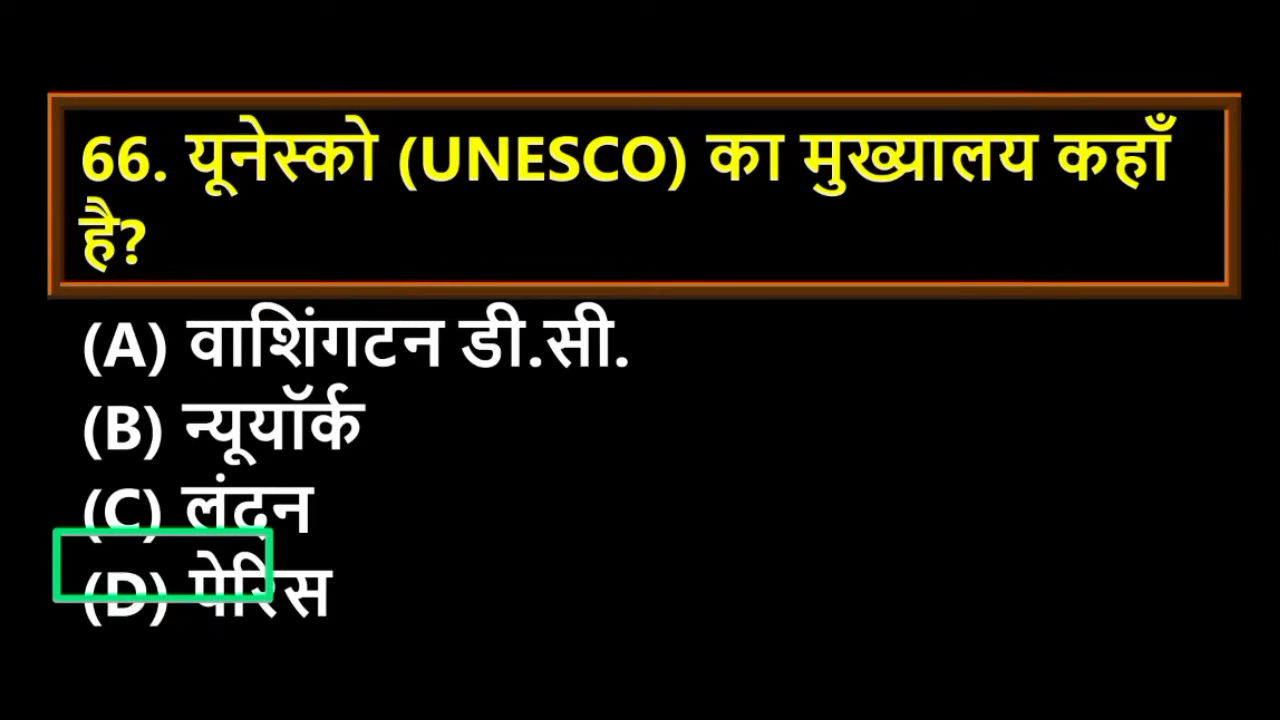 66. यूनेस्को (UNESCO) का मुख्यालय कहाँ
है?
(A) वाशिंगटन डी.सी.
(B) न्यूयॉर्क
(C) लंदन
(D) पेरिस